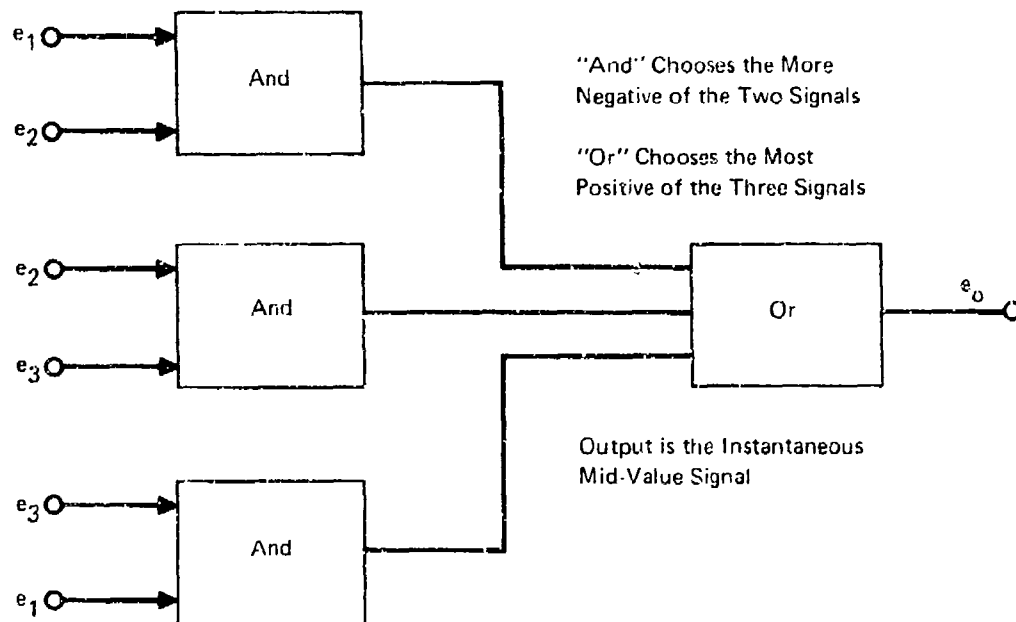 e1
And
e2
"And" Chooses the More
Negative of the Two Signals
"Or" Chooses the Most
Positive of the Three Signals
e2
And
e3
Or
eo
Output is the Instantaneous
Mid-Value Signal
e3
And
e1